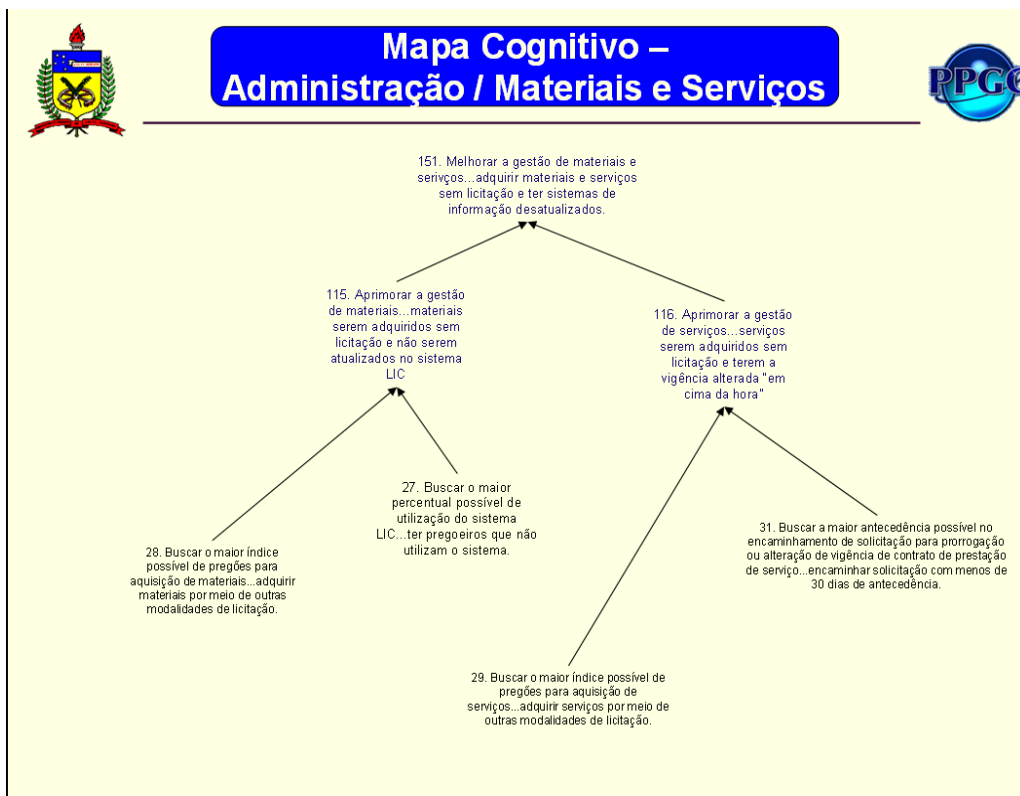 Mapa Cognitivo –
Administração / Materiais e Serviços
PPGC
151. Melhorar a gestão de materiais e
serivços...adquirir materiais e serviços
sem licitação e ter sistemas de
informação desatualizados.
115. Aprimorar a gestão
de materiais...materiais
serem adquiridos sem
licitação e não serem
atualizados no sistema
LIC
116. Aprimorar a gestão
de serviços...serviços
serem adquiridos sem
licitação e terem a
vigência alterada "em
cima da hora"
28. Buscar o maior índice
possível de pregões para
aquisição de materiais...adquirir
materiais por meio de outras
modalidades de licitação.
27. Buscar o maior
percentual possível de
utilização do sistema
LIC...ter pregoeiros que não
utilizam o sistema.
31. Buscar a maior antecedência possível no
encaminhamento de solicitação para prorrogação
ou alteração de vigência de contrato de prestação
de serviço...encaminhar solicitação com menos de
30 dias de antecedência.
29. Buscar o maior índice possível de
pregões para aquisição de
serviços...adquirir serviços por meio de
outras modalidades de licitação.